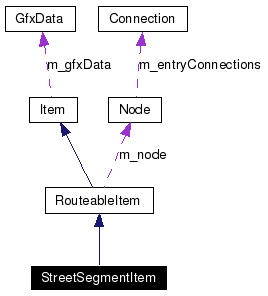 GfxData
Connection
m_gfxData
m_entryConnections
Item
Node
m_node
RouteableItem
StreetSegmentItem